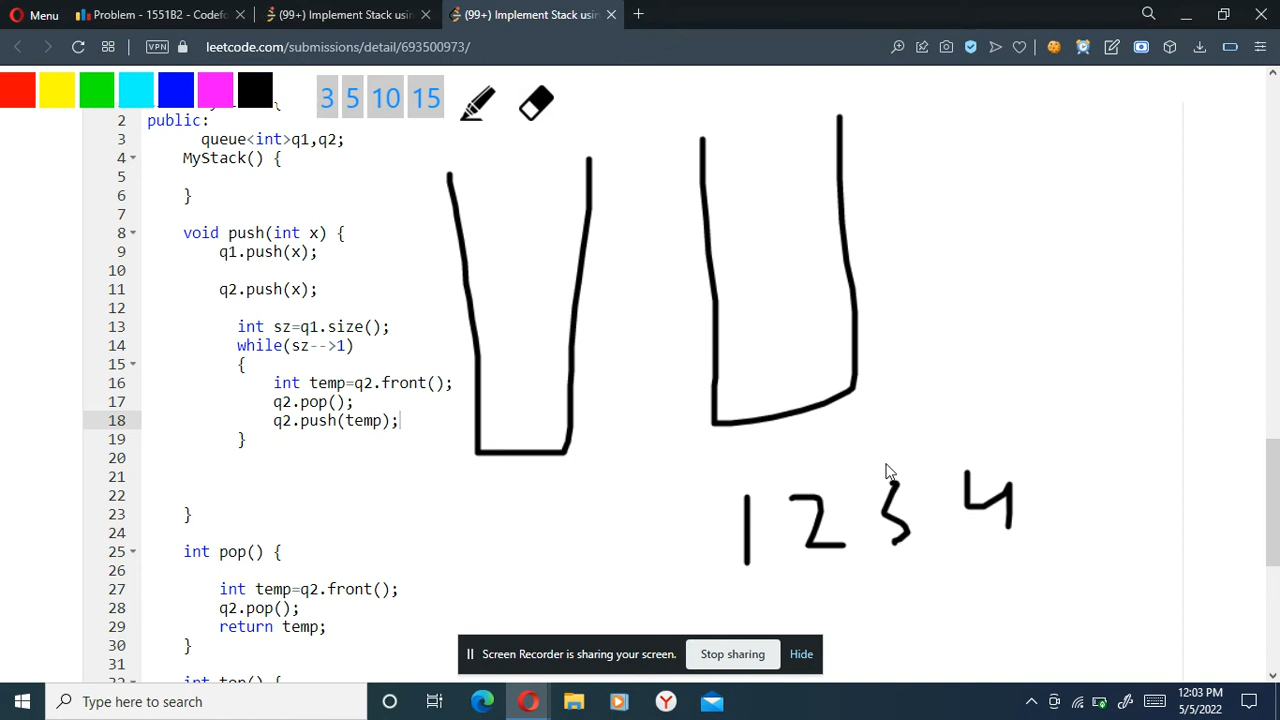 Menu
Problem - 1551B2 - Codefo
(99+) Implement Stack usin
(99+) Implement Stack usin
VPN
leetcode.com/submissions/detail/693500973/
3 5 10 15
2 public:
3 queue<int>q1,q2;
4 MyStack() {
5
6 }
7
8 void push(int x) {
9 q1.push(x);
10
11 q2.push(x);
12
13 int sz=q1.size();
14 while(sz-->1)
15 {
16 int temp=q2.front();
17 q2.pop();
18 q2.push(temp);
19 }
20
21
22
23 }
24
25 int pop() {
26
27 int temp=q2.front();
28 q2.pop();
29 return temp;
30 }
31
32 int top() {
1 2 3 4
Screen Recorder is sharing your screen. Stop sharing Hide
Type here to search
12:03 PM
5/5/2022